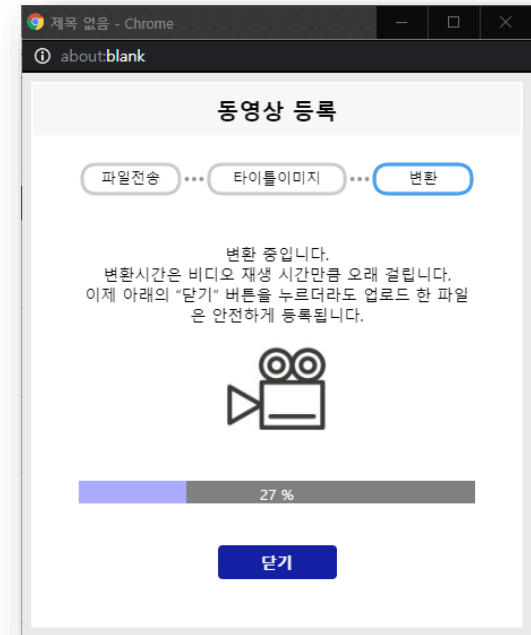 제목 없음 - Chrome
about:blank
동영상 등록
파일전송 ••• 타이틀이미지 ••• 변환
변환 중입니다.
변환시간은 비디오 재생 시간만큼 오래 걸립니다.
이제 아래의 “닫기” 버튼을 누르더라도 업로드 한 파일
은 안전하게 등록됩니다.
27 %
닫기